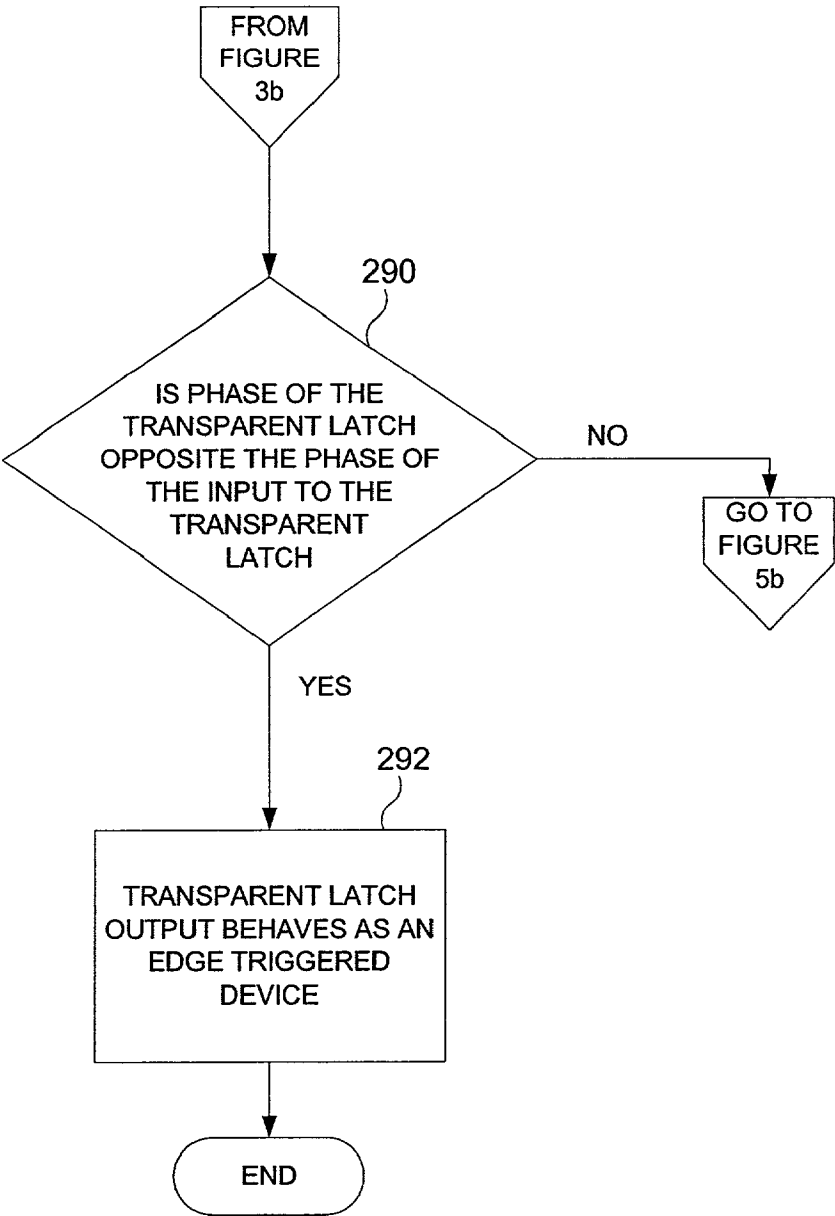 FROM
FIGURE
3b
290
IS PHASE OF THE
TRANSPARENT LATCH
OPPOSITE THE PHASE OF
THE INPUT TO THE
TRANSPARENT
LATCH
NO
GO TO
FIGURE
5b
YES
292
TRANSPARENT LATCH
OUTPUT BEHAVES AS AN
EDGE TRIGGERED
DEVICE
END